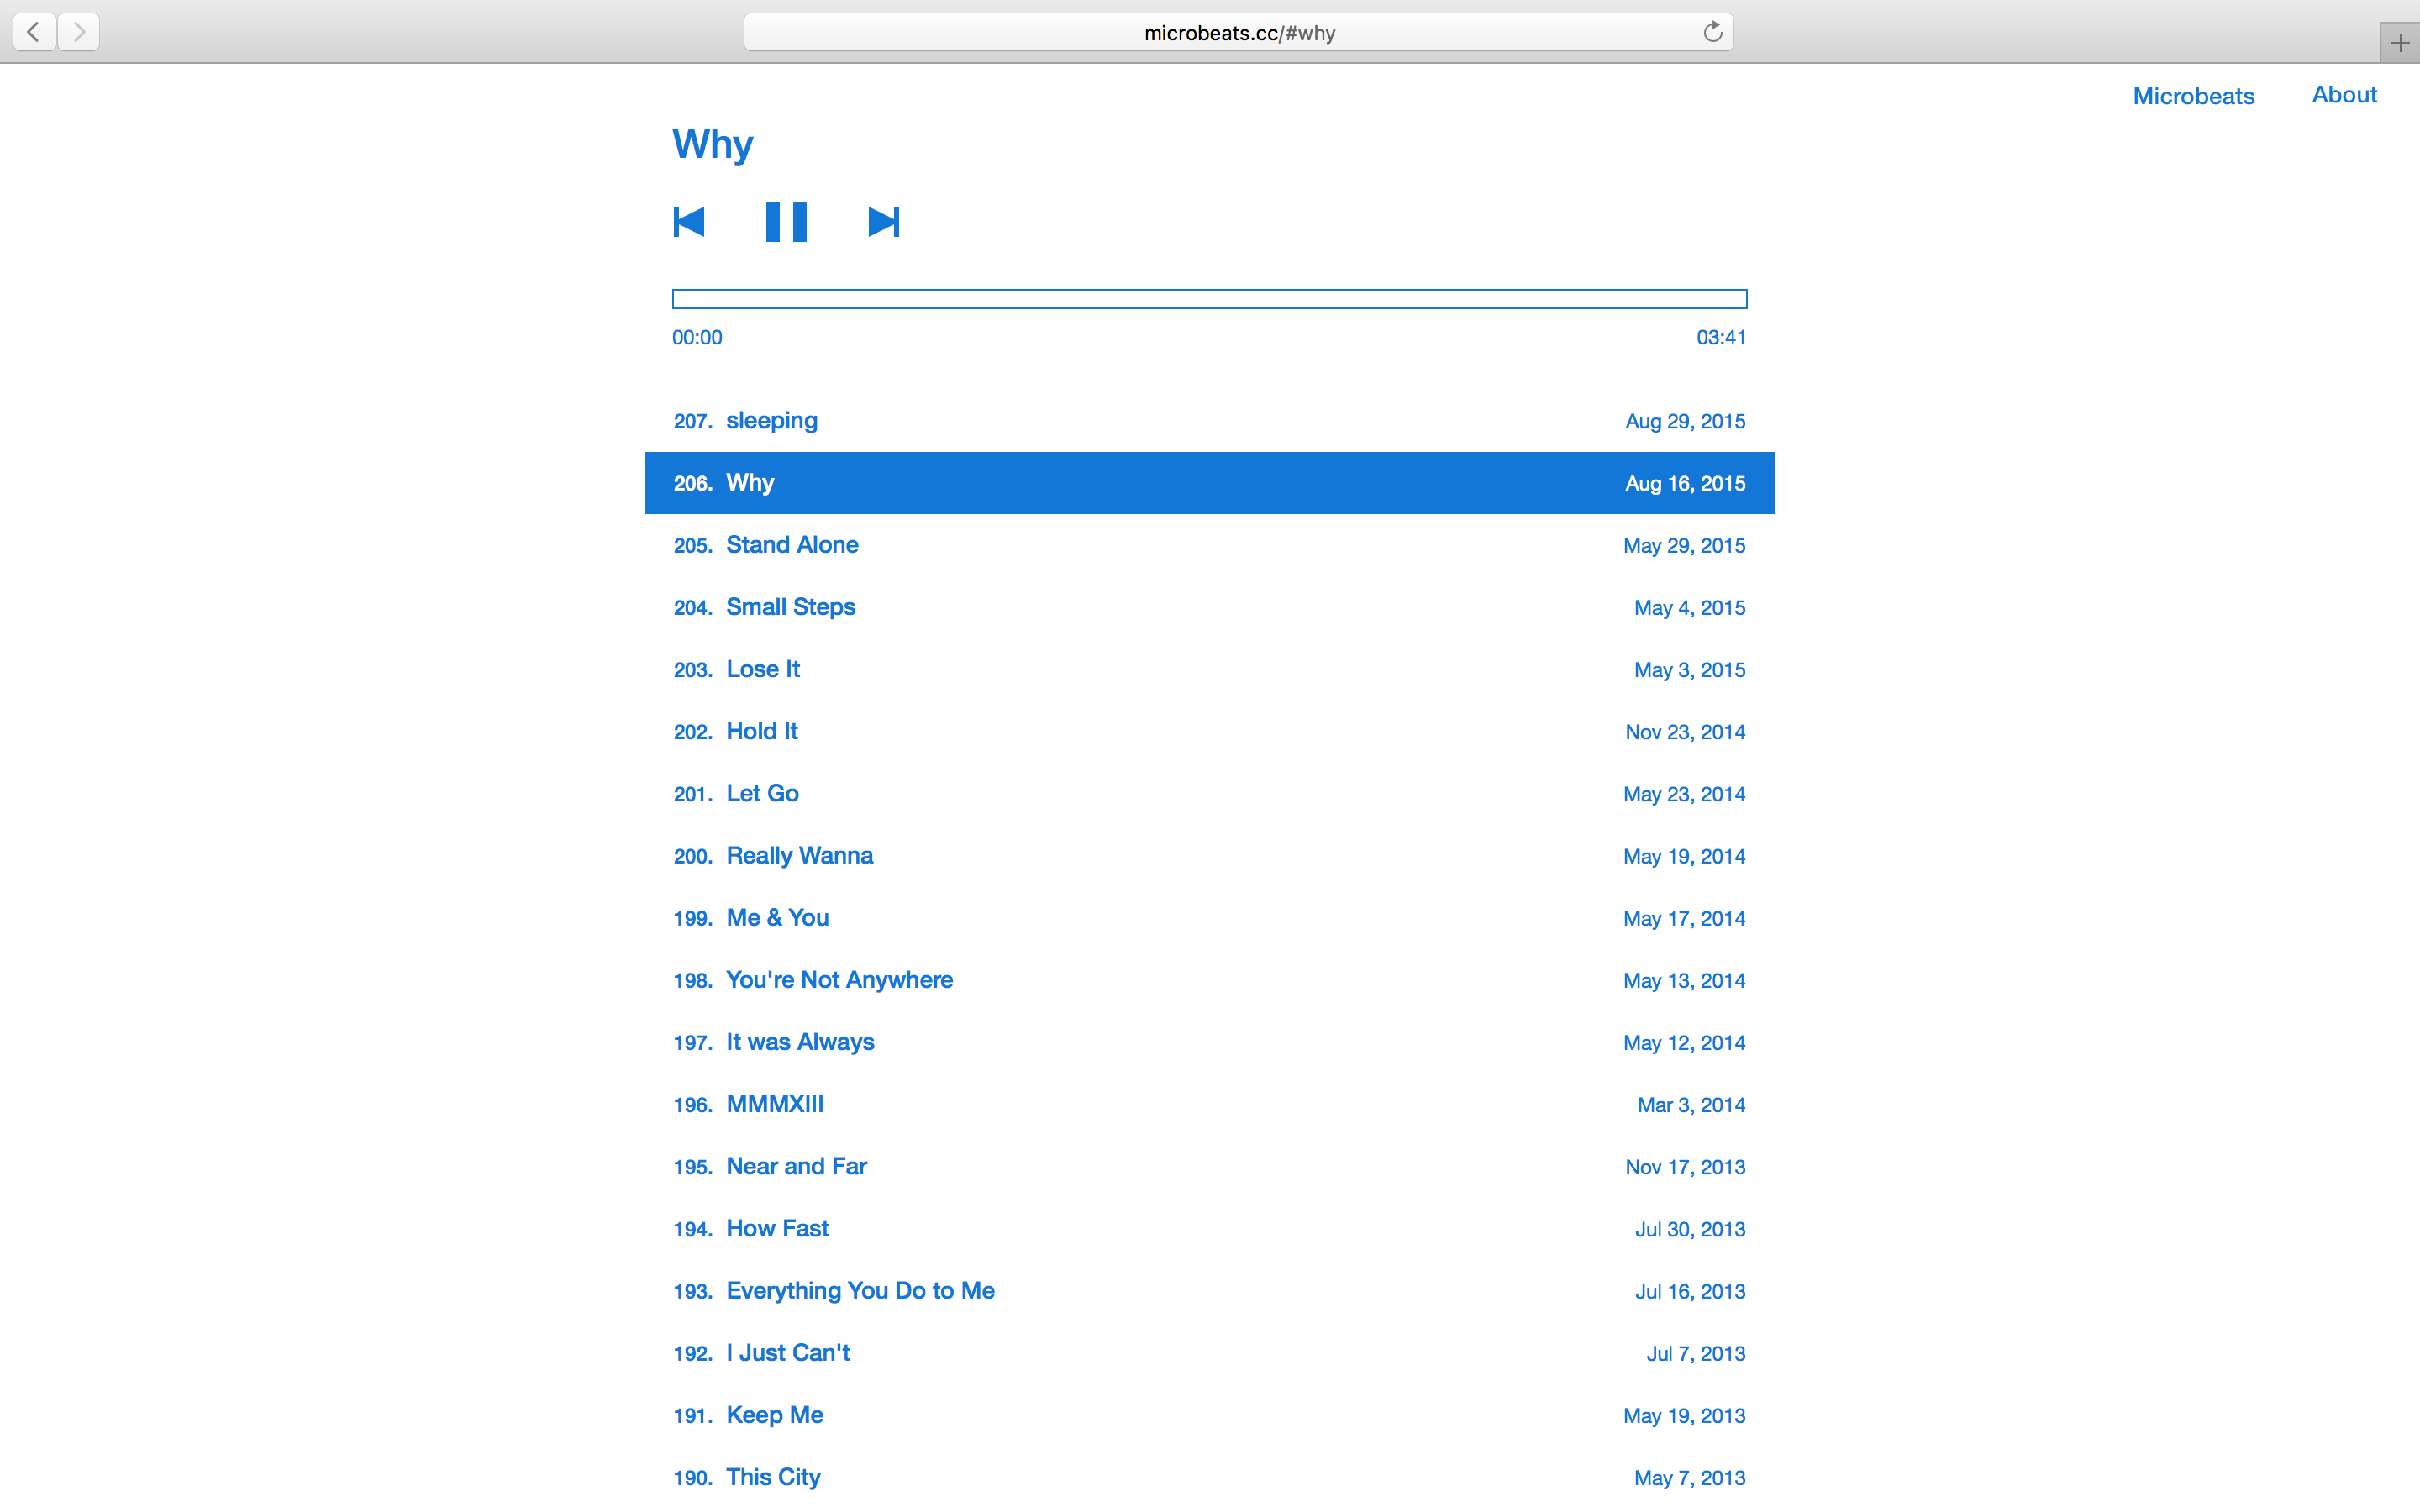 microbeats.cc/#why
Microbeats About
Why
00:00 03:41
207. sleeping Aug 29, 2015
206. Why Aug 16, 2015
205. Stand Alone May 29, 2015
204. Small Steps May 4, 2015
203. Lose It May 3, 2015
202. Hold It Nov 23, 2014
201. Let Go May 23, 2014
200. Really Wanna May 19, 2014
199. Me & You May 17, 2014
198. You're Not Anywhere May 13, 2014
197. It was Always May 12, 2014
196. MMMXIII Mar 3, 2014
195. Near and Far Nov 17, 2013
194. How Fast Jul 30, 2013
193. Everything You Do to Me Jul 16, 2013
192. I Just Can't Jul 7, 2013
191. Keep Me May 19, 2013
190. This City May 7, 2013